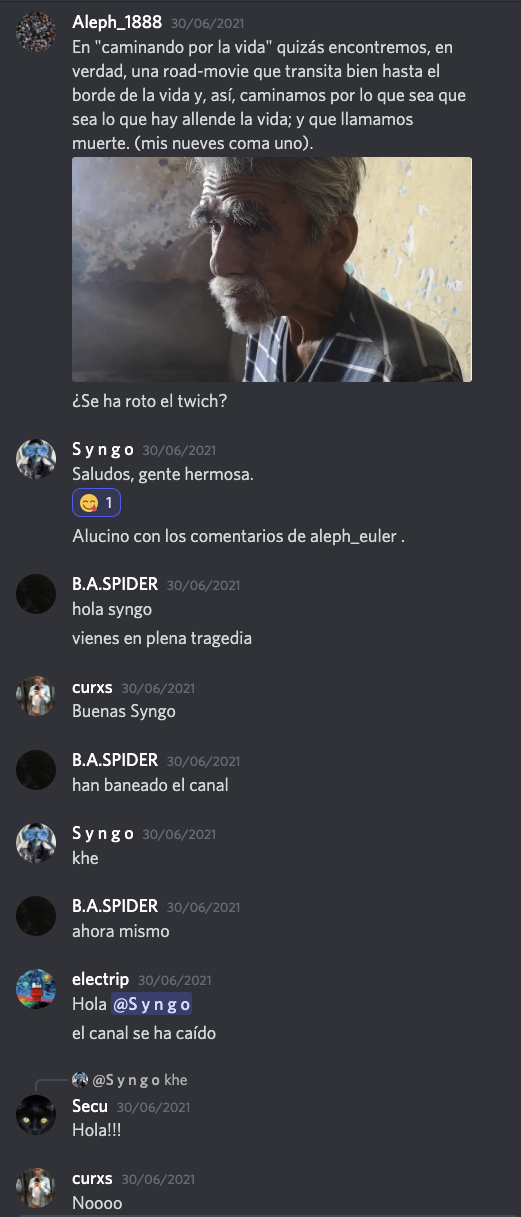 Aleph_1888 30/06/2021
En "caminando por la vida" quizás encontremos, en
verdad, una road-movie que transita bien hasta el
borde de la vida y, así, caminamos por lo que sea que
sea lo que hay allende la vida; y que llamamos
muerte. (mis nueves coma uno).
¿Se ha roto el twich?
S y n g o 30/06/2021
Saludos, gente hermosa.
1
Alucino con los comentarios de aleph_euler .
B.A.SPIDER 30/06/2021
hola syngo
vienes en plena tragedia
curxs 30/06/2021
Buenas Syngo
B.A.SPIDER 30/06/2021
han baneado el canal
S y n g o 30/06/2021
khe
B.A.SPIDER 30/06/2021
ahora mismo
electrip 30/06/2021
Hola @S y n g o
el canal se ha caído
@S y n g o khe
Secu 30/06/2021
Hola!!!
curxs 30/06/2021
Noooo